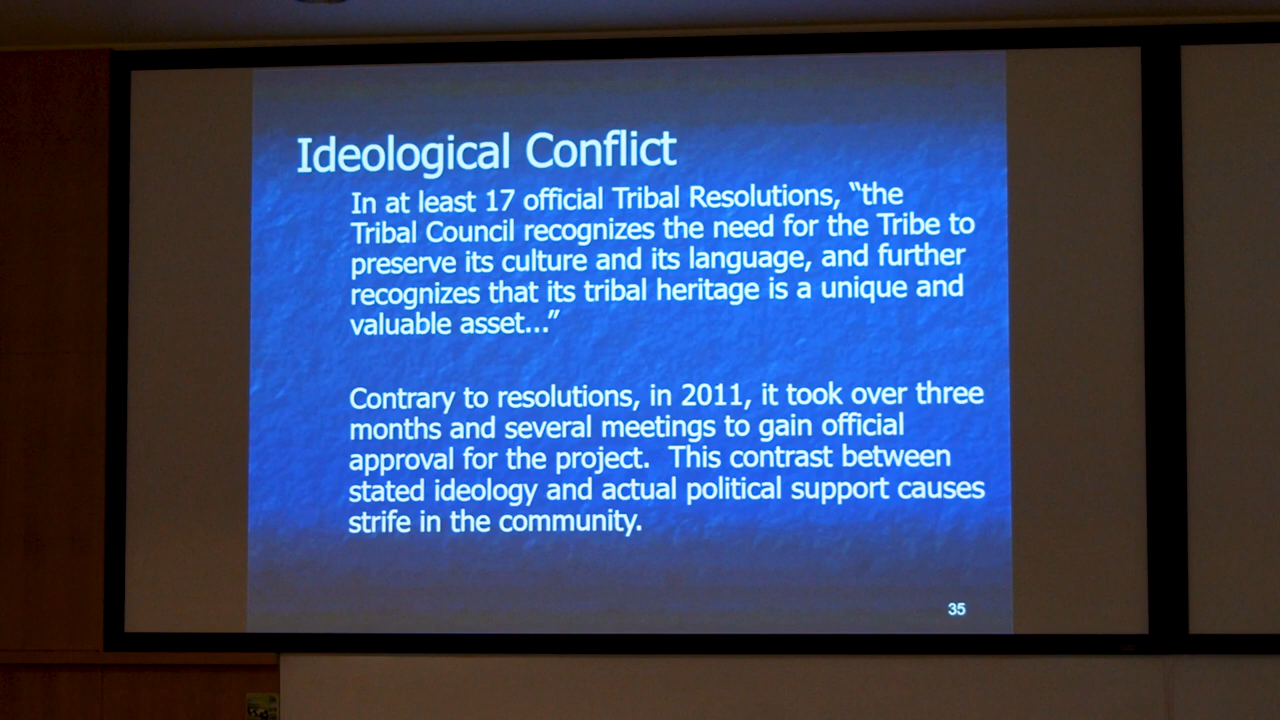 Ideological Conflict
In at least 17 official Tribal Resolutions, “the
Tribal Council recognizes the need for the Tribe to
preserve its culture and its language, and further
recognizes that its tribal heritage is a unique and
valuable asset...”
Contrary to resolutions, in 2011, it took over three
months and several meetings to gain official
approval for the project.  This contrast between
stated ideology and actual political support causes
strife in the community.
35